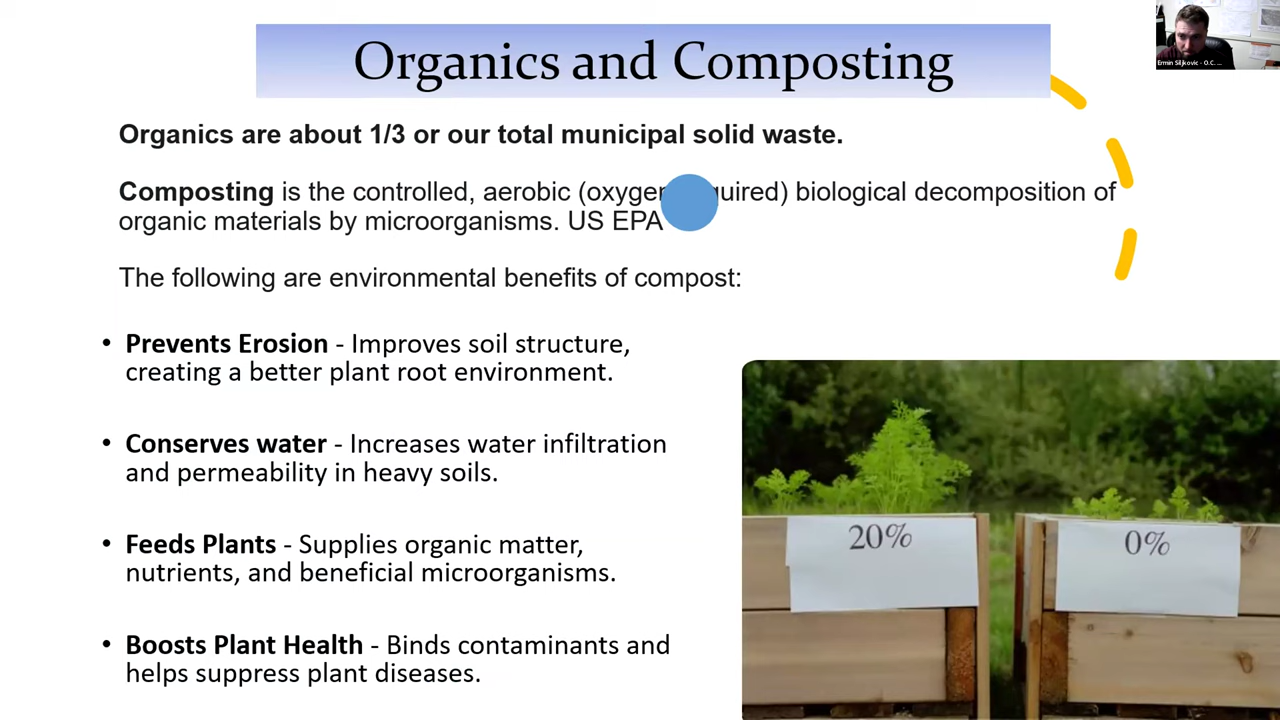 Organics and Composting
Organics are about 1/3 or our total municipal solid waste.
Composting is the controlled, aerobic (oxygen quired) biological decomposition of
organic materials by microorganisms. US EPA
The following are environmental benefits of compost:
• Prevents Erosion - Improves soil structure,
creating a better plant root environment.
• Conserves water - Increases water infiltration
and permeability in heavy soils.
• Feeds Plants - Supplies organic matter,
nutrients, and beneficial microorganisms.
• Boosts Plant Health - Binds contaminants and
helps suppress plant diseases.
20%
0%
Ermin Siljkovic - O.C. ...